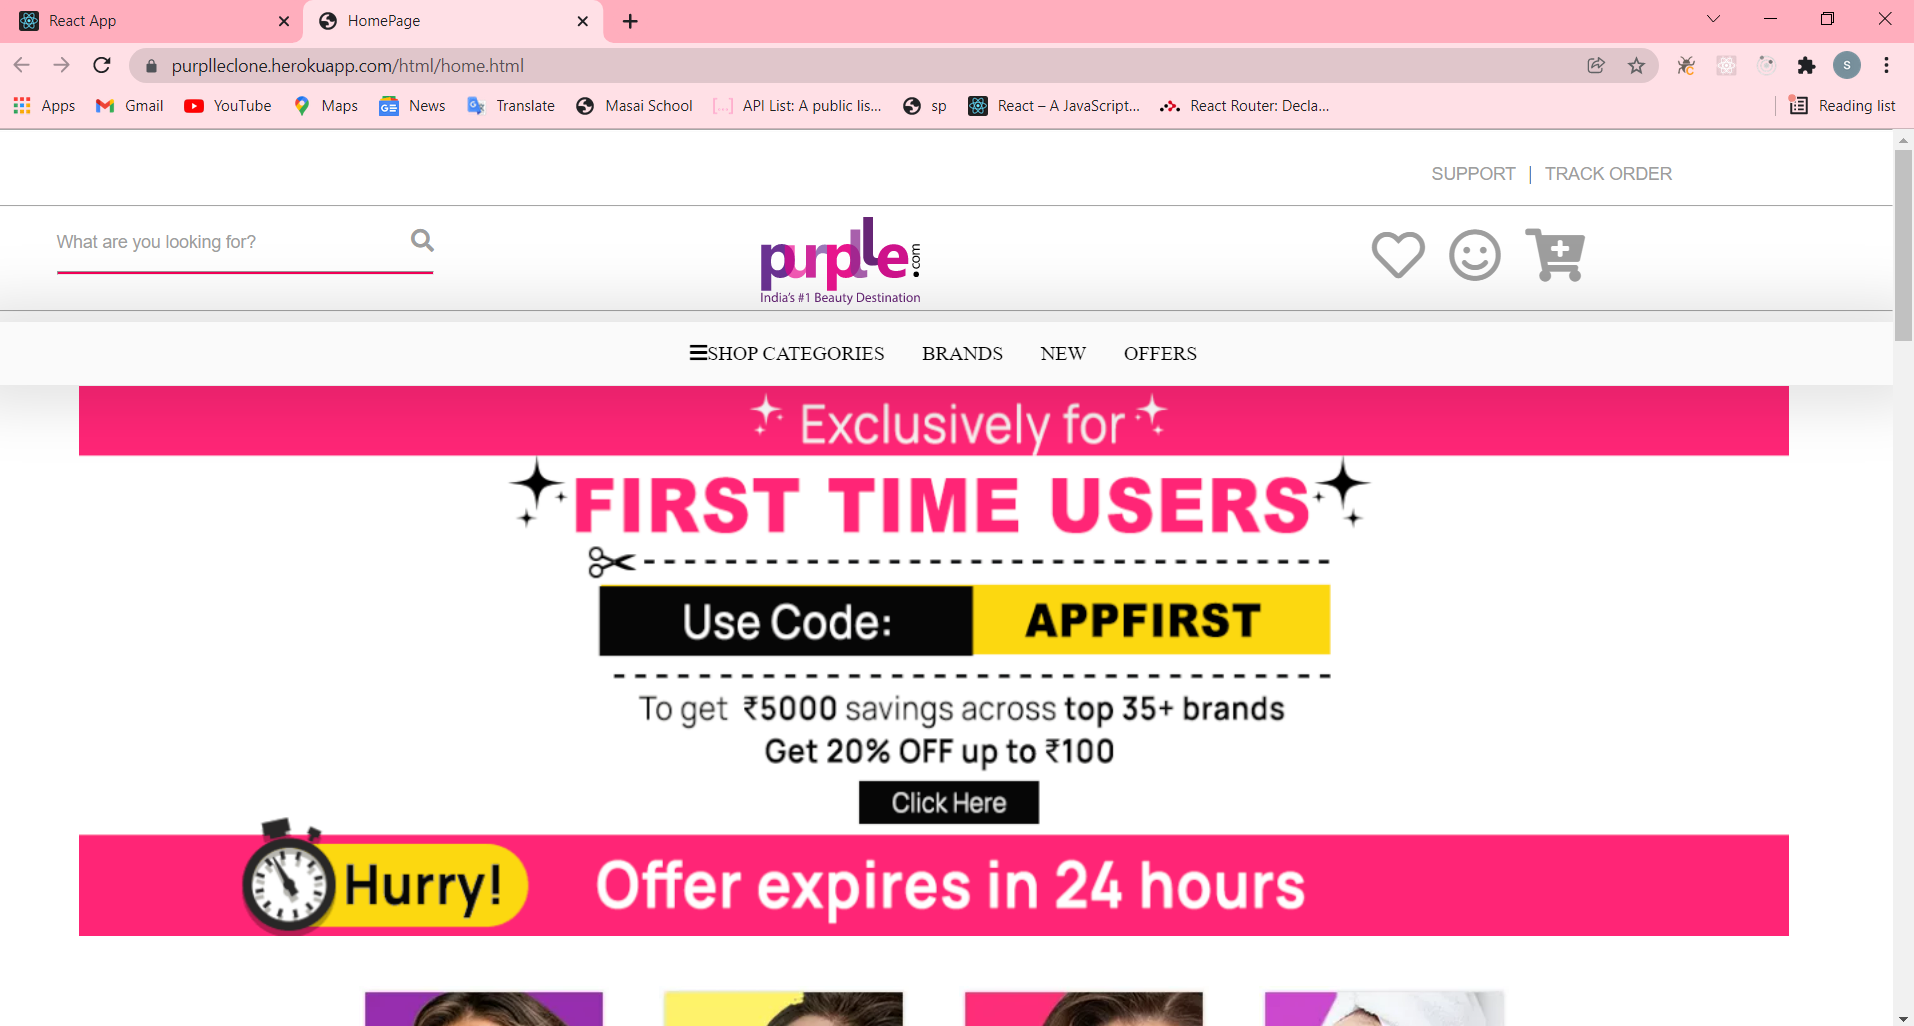 React App
HomePage
purplleclone.herokuapp.com/html/home.html
S
Apps Gmail YouTube Maps News Translate Masai School API List: A public lis... sp React – A JavaScript... React Router: Decla... Reading list
SUPPORT | TRACK ORDER
What are you looking for?
purplle.com
India's #1 Beauty Destination
SHOP CATEGORIES BRANDS NEW OFFERS
Exclusively for
FIRST TIME USERS
Use Code: APPFIRST
To get ₹5000 savings across top 35+ brands
Get 20% OFF up to ₹100
Click Here
Hurry! Offer expires in 24 hours